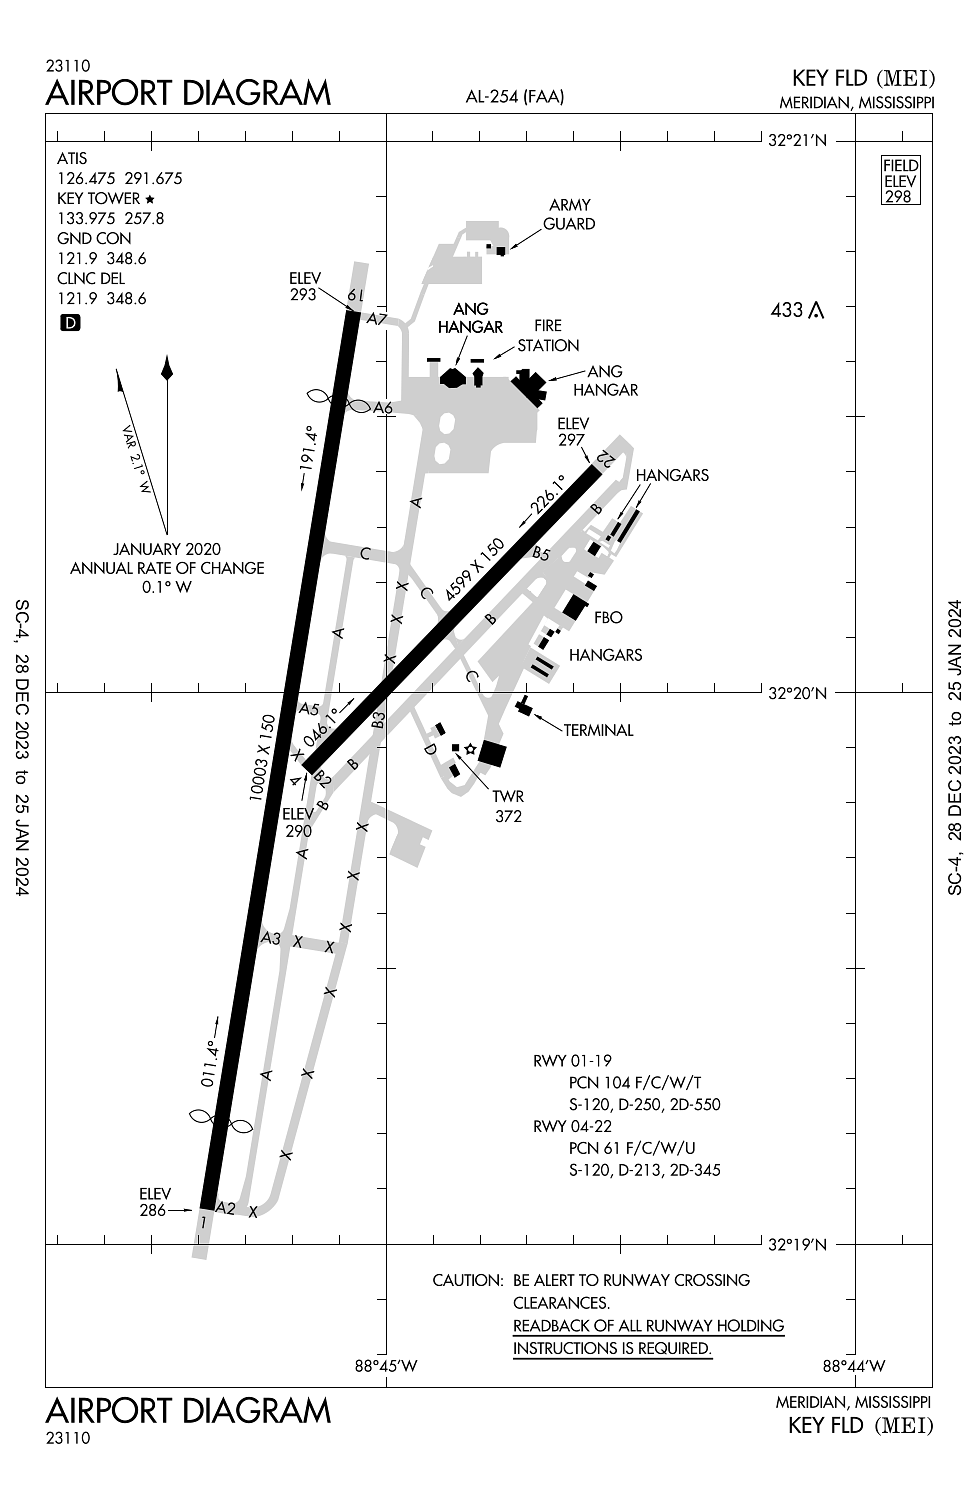 23110
AIRPORT DIAGRAM
AL-254 (FAA)
KEY FLD (MEI)
MERIDIAN, MISSISSIPPI
32°21'N
ATIS
126.475 291.675
KEY TOWER ★
133.975 257.8
GND CON
121.9 348.6
CLNC DEL
121.9 348.6
D
FIELD
ELEV
298
ARMY
GUARD
ELEV
293
19
A7
433
ANG
HANGAR
FIRE
STATION
ANG
HANGAR
A6
ELEV
297
22
191.4°
VAR 2.1° W
JANUARY 2020
ANNUAL RATE OF CHANGE
0.1° W
HANGARS
A
226.1°
B
C
4599 X 150
B5
X
C
FBO
A
X
B
X
HANGARS
C
32°20'N
A5
046.1°
B3
TERMINAL
10003 X 150
X
4
B2
B
D
B
ELEV
290
TWR
372
X
A
X
X
A3
X
X
X
011.4°
A
X
X
RWY 01-19
PCN 104 F/C/W/T
S-120, D-250, 2D-550
RWY 04-22
PCN 61 F/C/W/U
S-120, D-213, 2D-345
ELEV
286
A2
X
1
32°19'N
CAUTION: BE ALERT TO RUNWAY CROSSING
CLEARANCES.
READBACK OF ALL RUNWAY HOLDING
INSTRUCTIONS IS REQUIRED.
88°45'W
88°44'W
SC-4, 28 DEC 2023 to 25 JAN 2024
SC-4, 28 DEC 2023 to 25 JAN 2024
AIRPORT DIAGRAM
23110
MERIDIAN, MISSISSIPPI
KEY FLD (MEI)